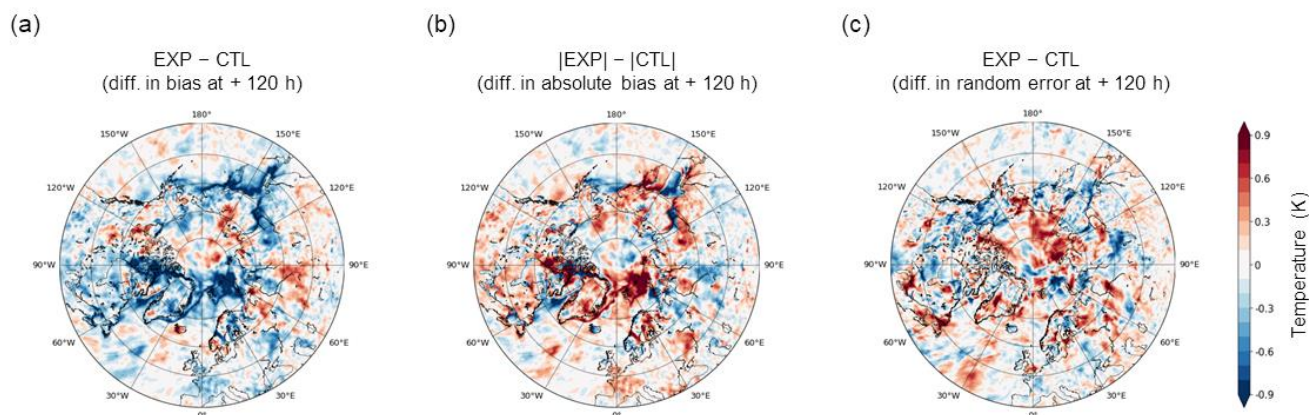 (a)
EXP – CTL
(diff. in bias at + 120 h)
180°
150°W
150°E
120°W
120°E
90°W
90°E
60°W
60°E
30°W
30°E
0°
(b)
|EXP| – |CTL|
(diff. in absolute bias at + 120 h)
180°
150°W
150°E
120°W
120°E
90°W
90°E
60°W
60°E
30°W
30°E
0°
(c)
EXP – CTL
(diff. in random error at + 120 h)
180°
150°W
150°E
120°W
120°E
90°W
90°E
60°W
60°E
30°W
30°E
0°
0.9
0.6
0.3
0
-0.3
-0.6
-0.9
Temperature (K)